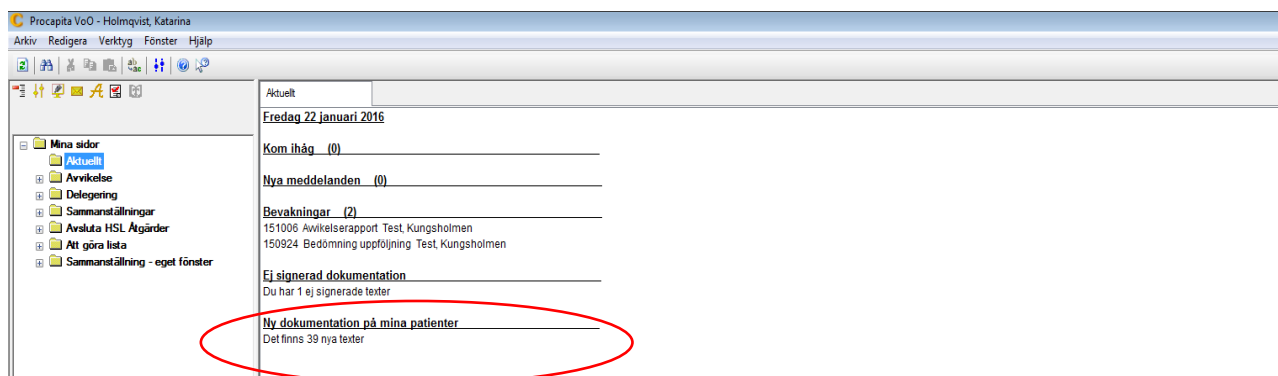 Procapita VoO - Holmqvist, Katarina
Arkiv Redigera Verktyg Fönster Hjälp
Aktuellt
Fredag 22 januari 2016
Mina sidor
Aktuellt
Avvikelse
Delegering
Sammanställningar
Avsluta HSL Åtgärder
Att göra lista
Sammanställning - eget fönster
Kom ihåg (0)
Nya meddelanden (0)
Bevakningar (2)
151006 Avvikelserapport Test, Kungsholmen
150924 Bedömning uppföljning Test, Kungsholmen
Ej signerad dokumentation
Du har 1 ej signerade texter
Ny dokumentation på mina patienter
Det finns 39 nya texter